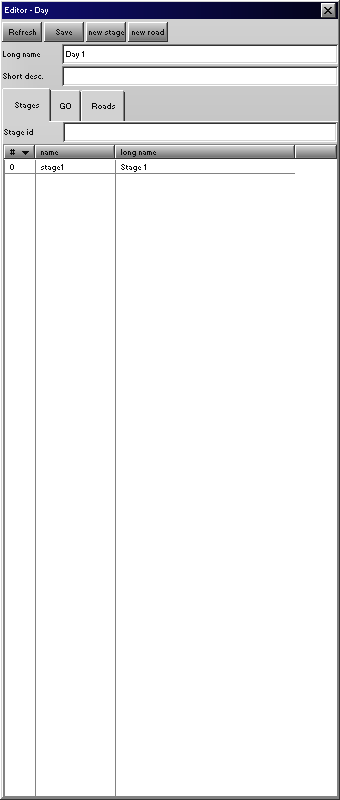 Editor - Day
Refresh Save new stage new road
Long name Day 1
Short desc.
Stages GO Roads
Stage id
# name long name
0 stage1 Stage 1